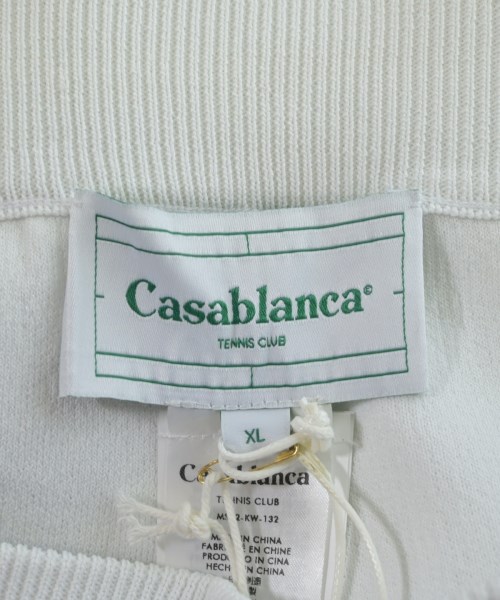 Casablanca©
TENNIS CLUB
XL
Casablanca
TENNIS CLUB
MADE IN CHINA
FABRIQUÉ EN CHINE
PRODOTTO IN CINA
HECHO EN CHINA